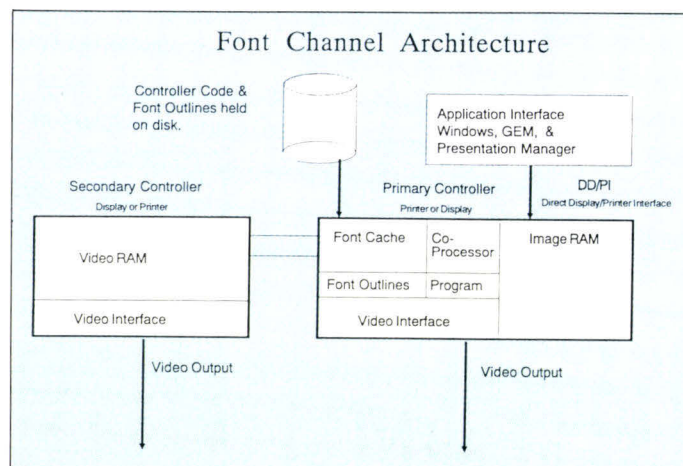 Font Channel Architecture
Controller Code &
Font Outlines held
on disk.
Application Interface
Windows, GEM, &
Presentation Manager
Secondary Controller
Display or Printer
Primary Controller
Printer or Display
DD/PI
Direct Display/Printer Interface
Video RAM
Video Interface
Font Cache
Co-
Processor
Image RAM
Font Outlines
Program
Video Interface
Video Output
Video Output